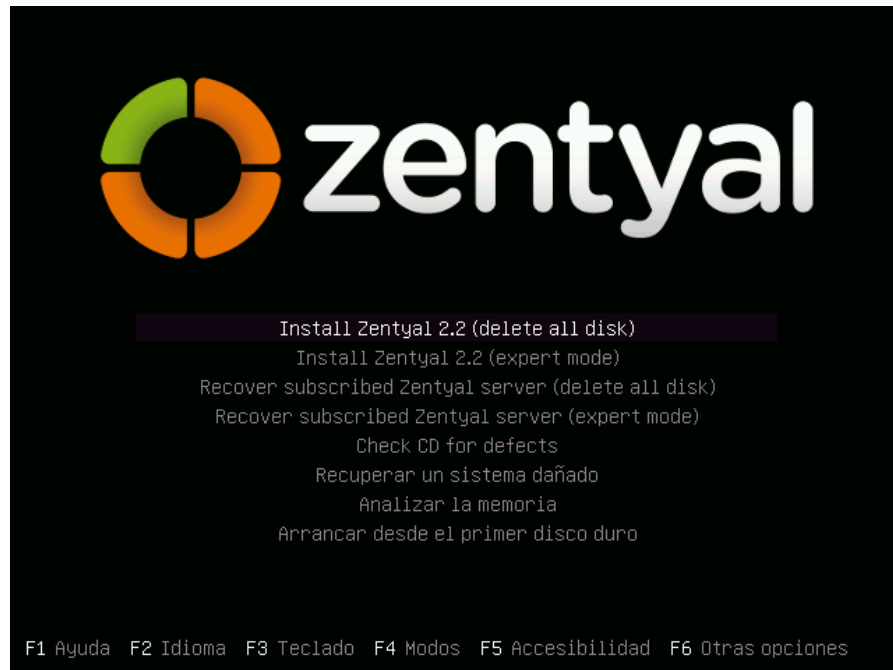 zentyal
Install Zentyal 2.2 (delete all disk)
Install Zentyal 2.2 (expert mode)
Recover subscribed Zentyal server (delete all disk)
Recover subscribed Zentyal server (expert mode)
Check CD for defects
Recuperar un sistema dañado
Analizar la memoria
Arrancar desde el primer disco duro
F1 Ayuda F2 Idioma F3 Teclado F4 Modos F5 Accesibilidad F6 Otras opciones